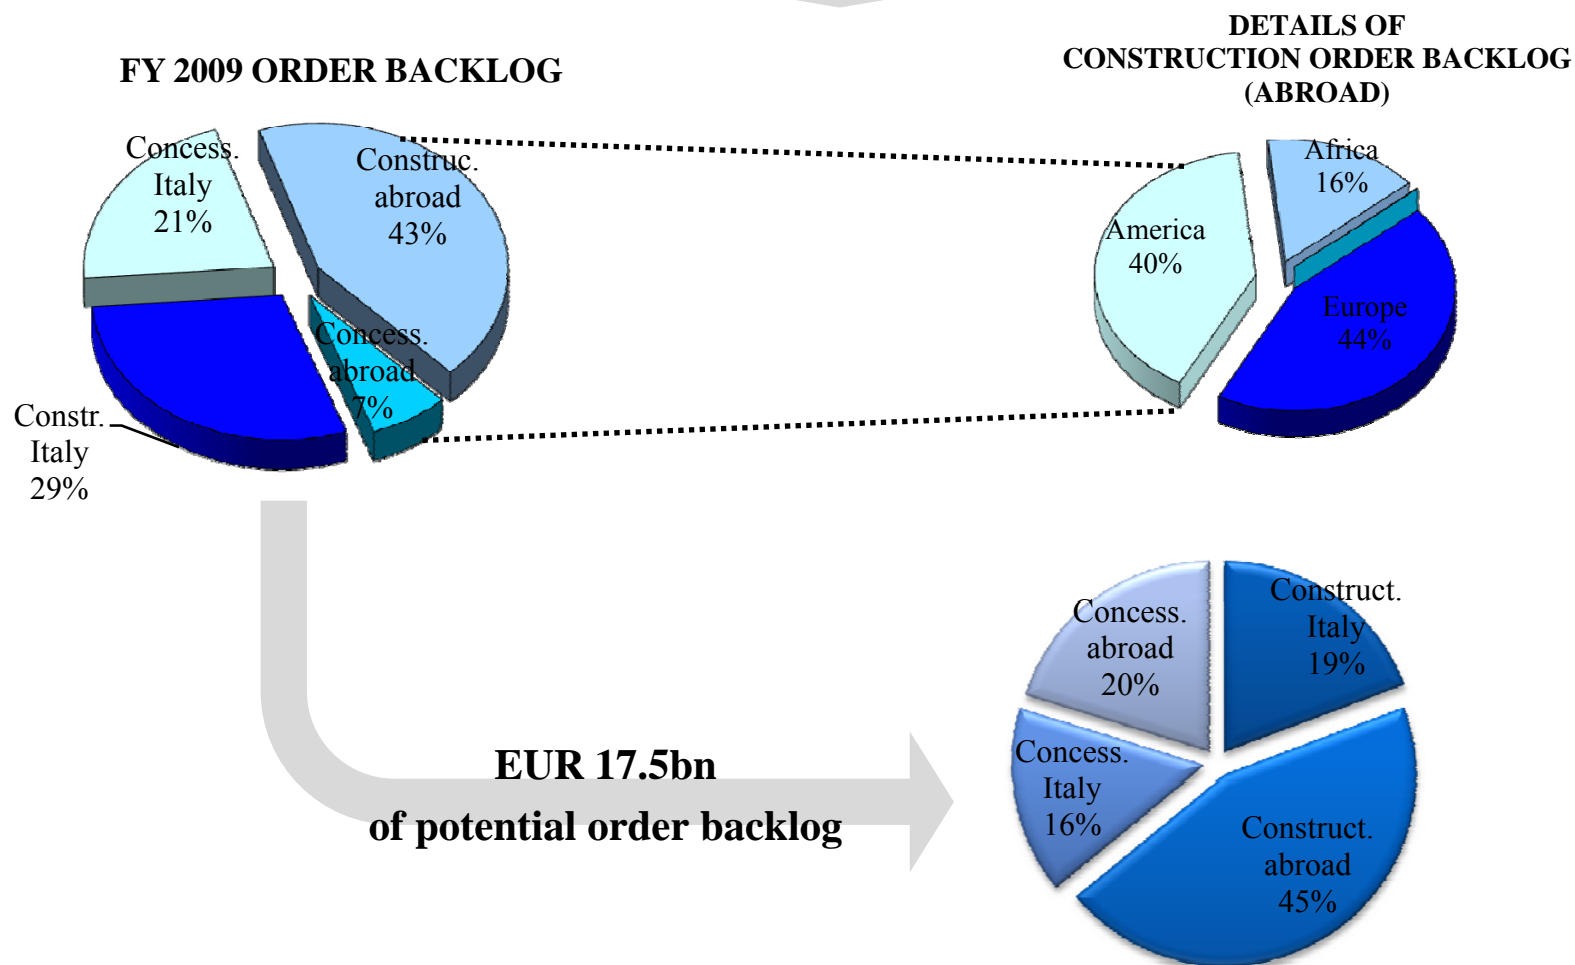 FY 2009 ORDER BACKLOG
Concess.
Italy
21%
Construc.
abroad
43%
Concess.
abroad
7%
Constr.
Italy
29%
DETAILS OF
CONSTRUCTION ORDER BACKLOG
(ABROAD)
Africa
16%
America
40%
Europe
44%
EUR 17.5bn
of potential order backlog
Concess.
abroad
20%
Construct.
Italy
19%
Concess.
Italy
16%
Construct.
abroad
45%